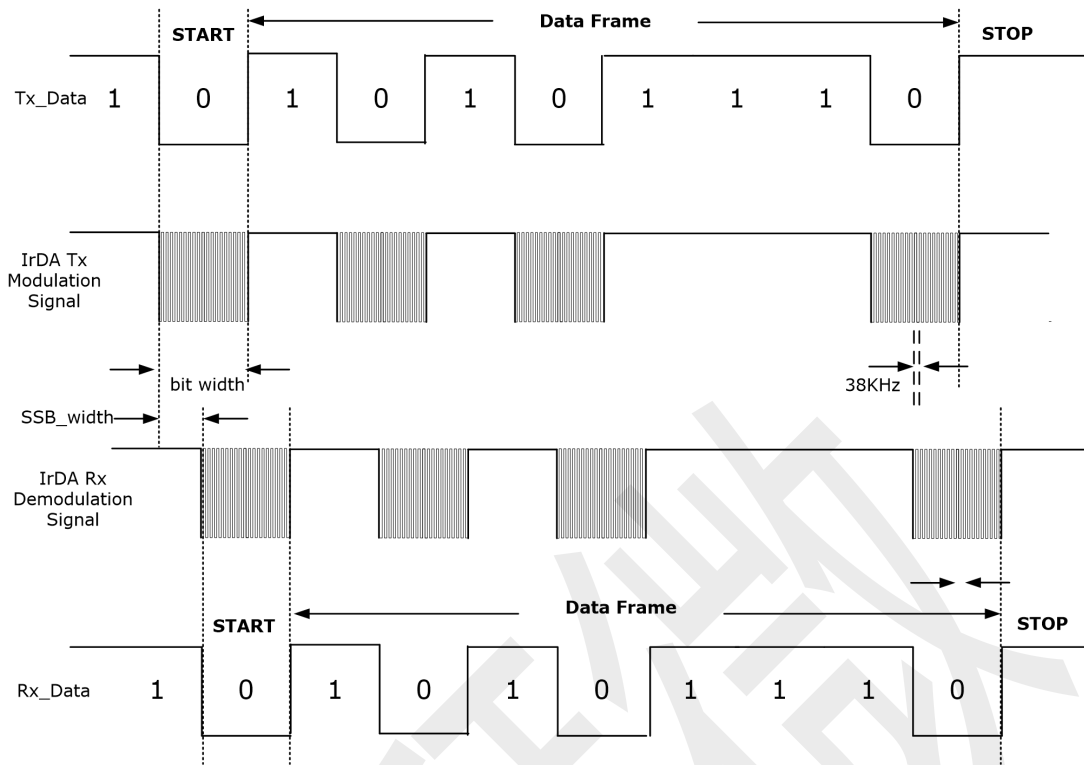 START
Data Frame
STOP
Tx_Data 1 0 1 0 1 0 1 1 1 0
IrDA Tx
Modulation
Signal
bit width
38KHz
SSB_width
IrDA Rx
Demodulation
Signal
START
Data Frame
STOP
Rx_Data 1 0 1 0 1 0 1 1 1 0